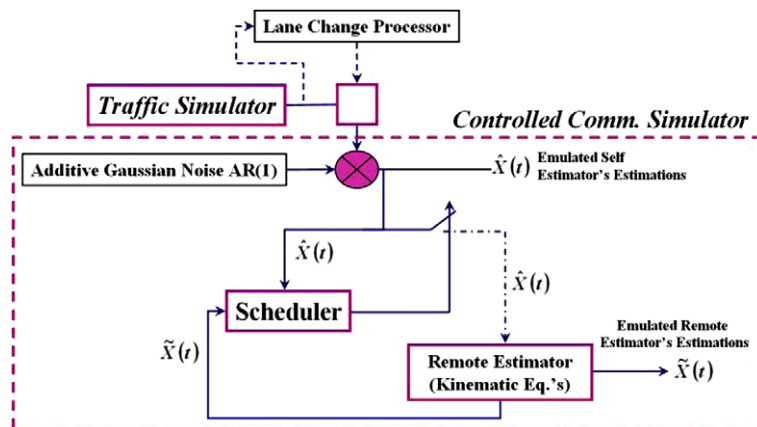 Lane Change Processor
Traffic Simulator
Controlled Comm. Simulator
Additive Gaussian Noise AR(1)
X̂(t)
Emulated Self
Estimator's Estimations
X̂(t)
X̂(t)
Scheduler
X̃(t)
Emulated Remote
Estimator's Estimations
Remote Estimator
(Kinematic Eq.'s)
X̃(t)